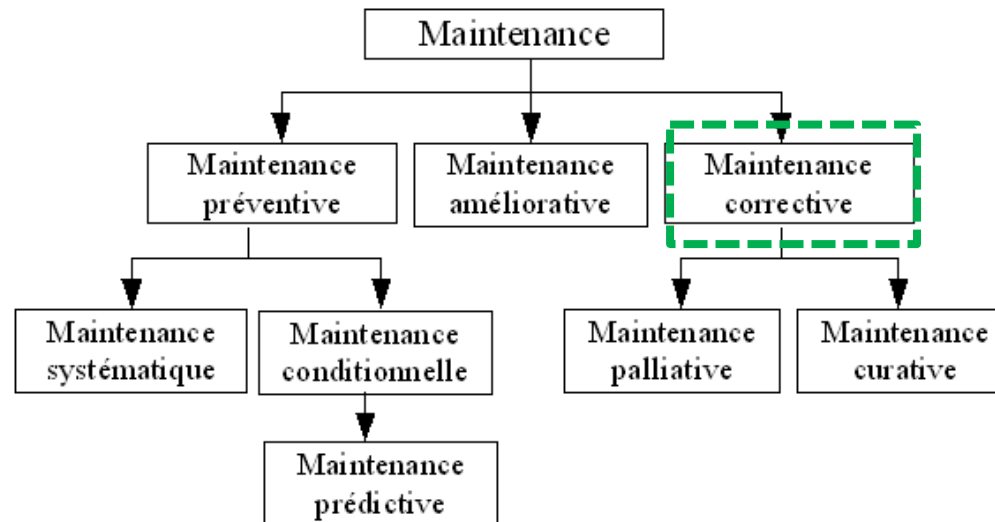 Maintenance
Maintenance
préventive
Maintenance
améliorative
Maintenance
corrective
Maintenance
systématique
Maintenance
conditionnelle
Maintenance
palliative
Maintenance
curative
Maintenance
prédictive